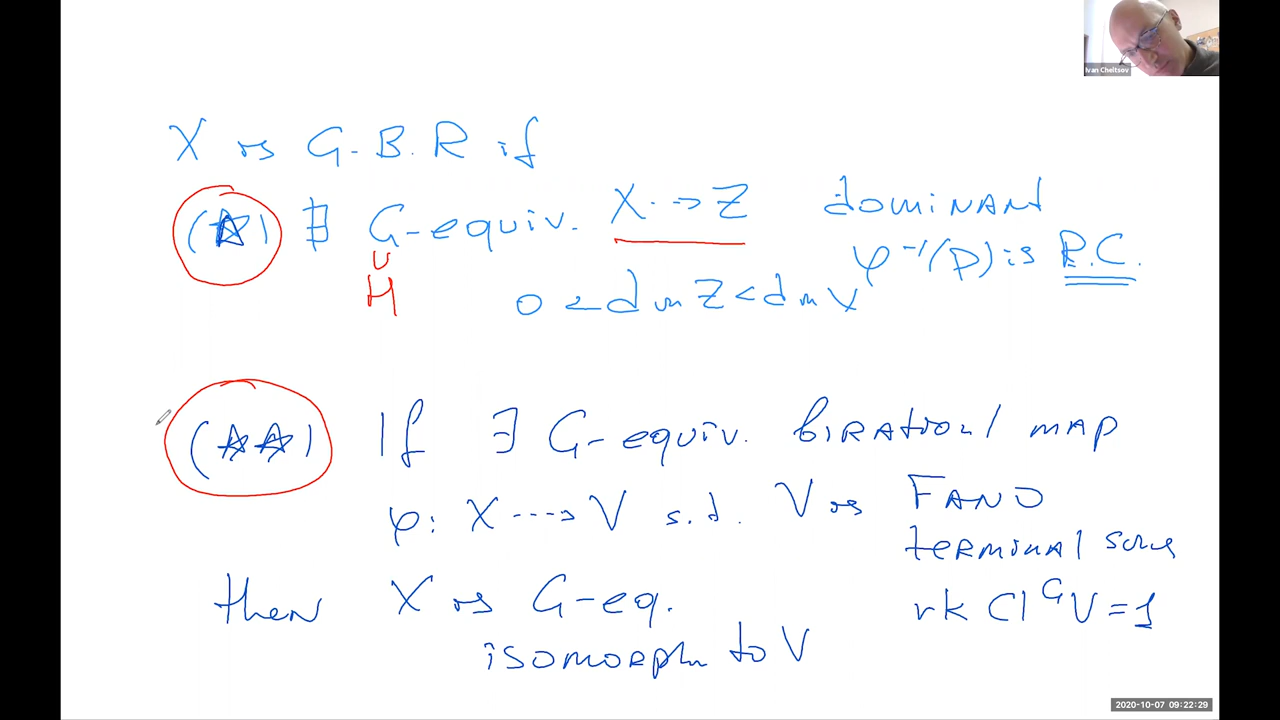 Ivan Cheltsov
X is G.B.R if
(☆) ∄ G-equiv. X --> Z dominant
∪
H
φ⁻¹(P) is R.C.
0 < dim Z < dim X
(☆☆) If ∃ G-equiv. birational map
φ: X ---> V s.t. V is FANO
terminal sing
then X is G-eq.
rk Cl^G V = 1
isomorph to V
2020-10-07 09:22:29